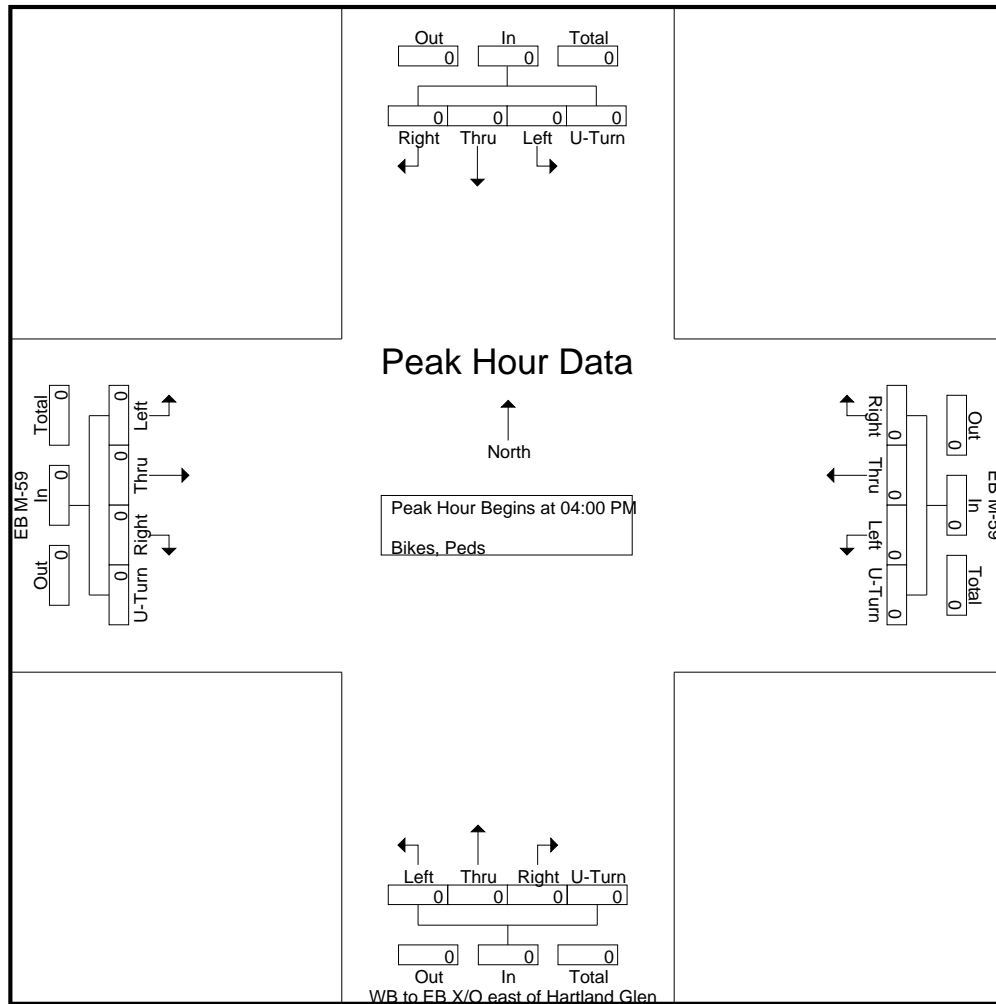 Out In Total
0 0 0
0 0 0 0
Right Thru Left U-Turn
Peak Hour Data
North
Peak Hour Begins at 04:00 PM
Bikes, Peds
EB M-59
Out In Total
0 0 0
0 0 0 0
U-Turn Right Thru Left
EB M-59
Out In Total
0 0 0
0 0 0 0
Right Thru Left U-Turn
Left Thru Right U-Turn
0 0 0 0
0 0 0
Out In Total
WB to EB X/O east of Hartland Glen